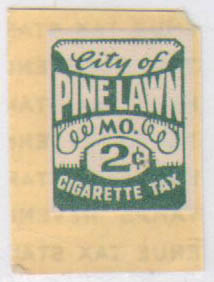 City of
PINE LAWN
MO.
2¢
CIGARETTE TAX